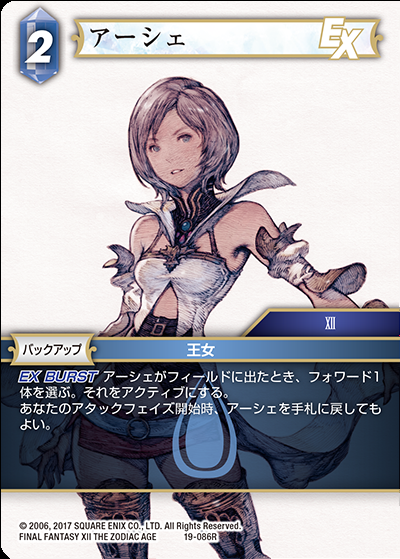 2
アーシェ
EX
XII
バックアップ
王女
EX BURST アーシェがフィールドに出たとき、フォワード1
体を選ぶ。それをアクティブにする。
あなたのアタックフェイズ開始時、アーシェを手札に戻しても
よい。
© 2006, 2017 SQUARE ENIX CO., LTD. All Rights Reserved.
FINAL FANTASY XII THE ZODIAC AGE 19-086R